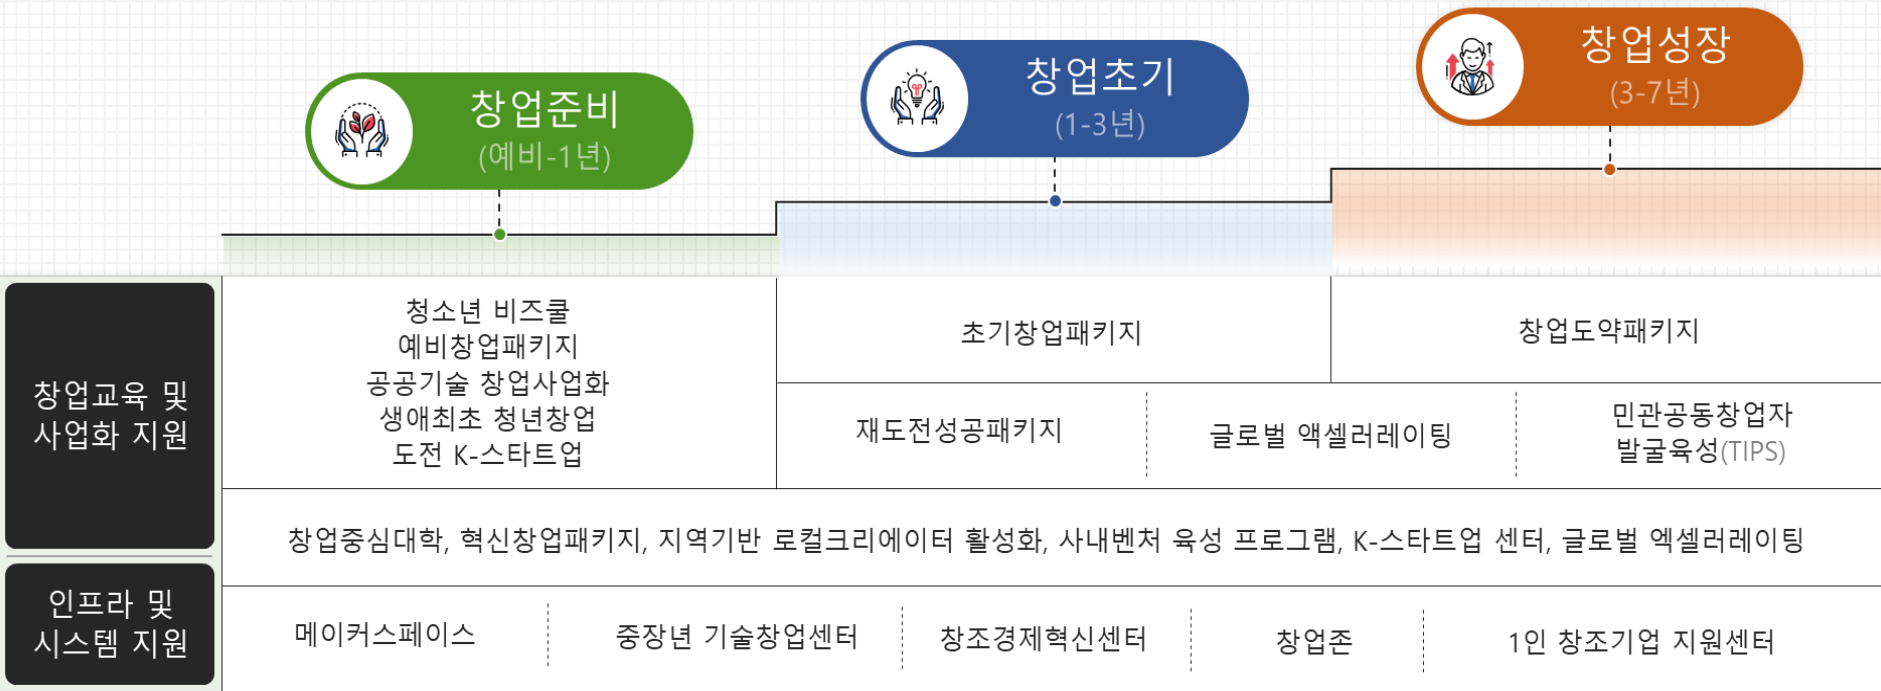 창업준비
(예비-1년)
창업초기
(1-3년)
창업성장
(3-7년)
창업교육 및
사업화 지원
청소년 비즈쿨
예비창업패키지
공공기술 창업사업화
생애최초 청년창업
도전 K-스타트업
초기창업패키지
창업도약패키지
재도전성공패키지
글로벌 액셀러레이팅
민관공동창업자
발굴육성(TIPS)
창업중심대학, 혁신창업패키지, 지역기반 로컬크리에이터 활성화, 사내벤처 육성 프로그램, K-스타트업 센터, 글로벌 엑셀러레이팅
인프라 및
시스템 지원
메이커스페이스
중장년 기술창업센터
창조경제혁신센터
창업존
1인 창조기업 지원센터